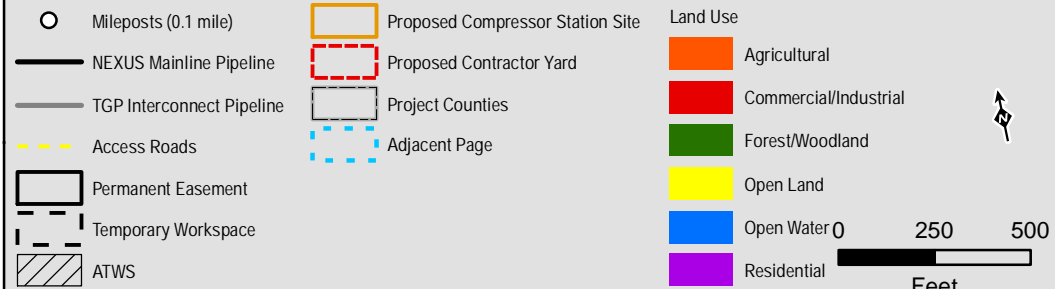 Mileposts (0.1 mile)
NEXUS Mainline Pipeline
TGP Interconnect Pipeline
Access Roads
Permanent Easement
Temporary Workspace
ATWS
Proposed Compressor Station Site
Proposed Contractor Yard
Project Counties
Adjacent Page
Land Use
Agricultural
Commercial/Industrial
Forest/Woodland
Open Land
Open Water
Residential
N
0 250 500
Feet